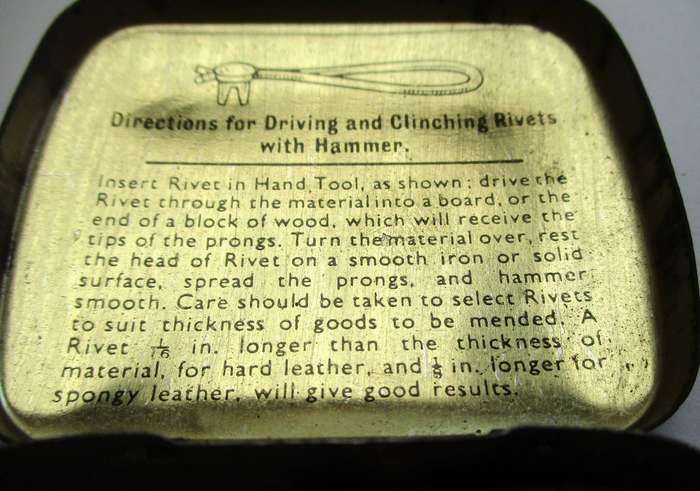 Directions for Driving and Clinching Rivets
with Hammer.
Insert Rivet in Hand Tool, as shown: drive the
Rivet through the material into a board, or the
end of a block of wood, which will receive the
tips of the prongs. Turn the material over, rest
the head of Rivet on a smooth iron or solid
surface, spread the prongs, and hammer
smooth. Care should be taken to select Rivets
to suit thickness of goods to be mended. A
Rivet 1/16 in. longer than the thickness of
material, for hard leather, and 1/8 in. longer for
spongy leather, will give good results.